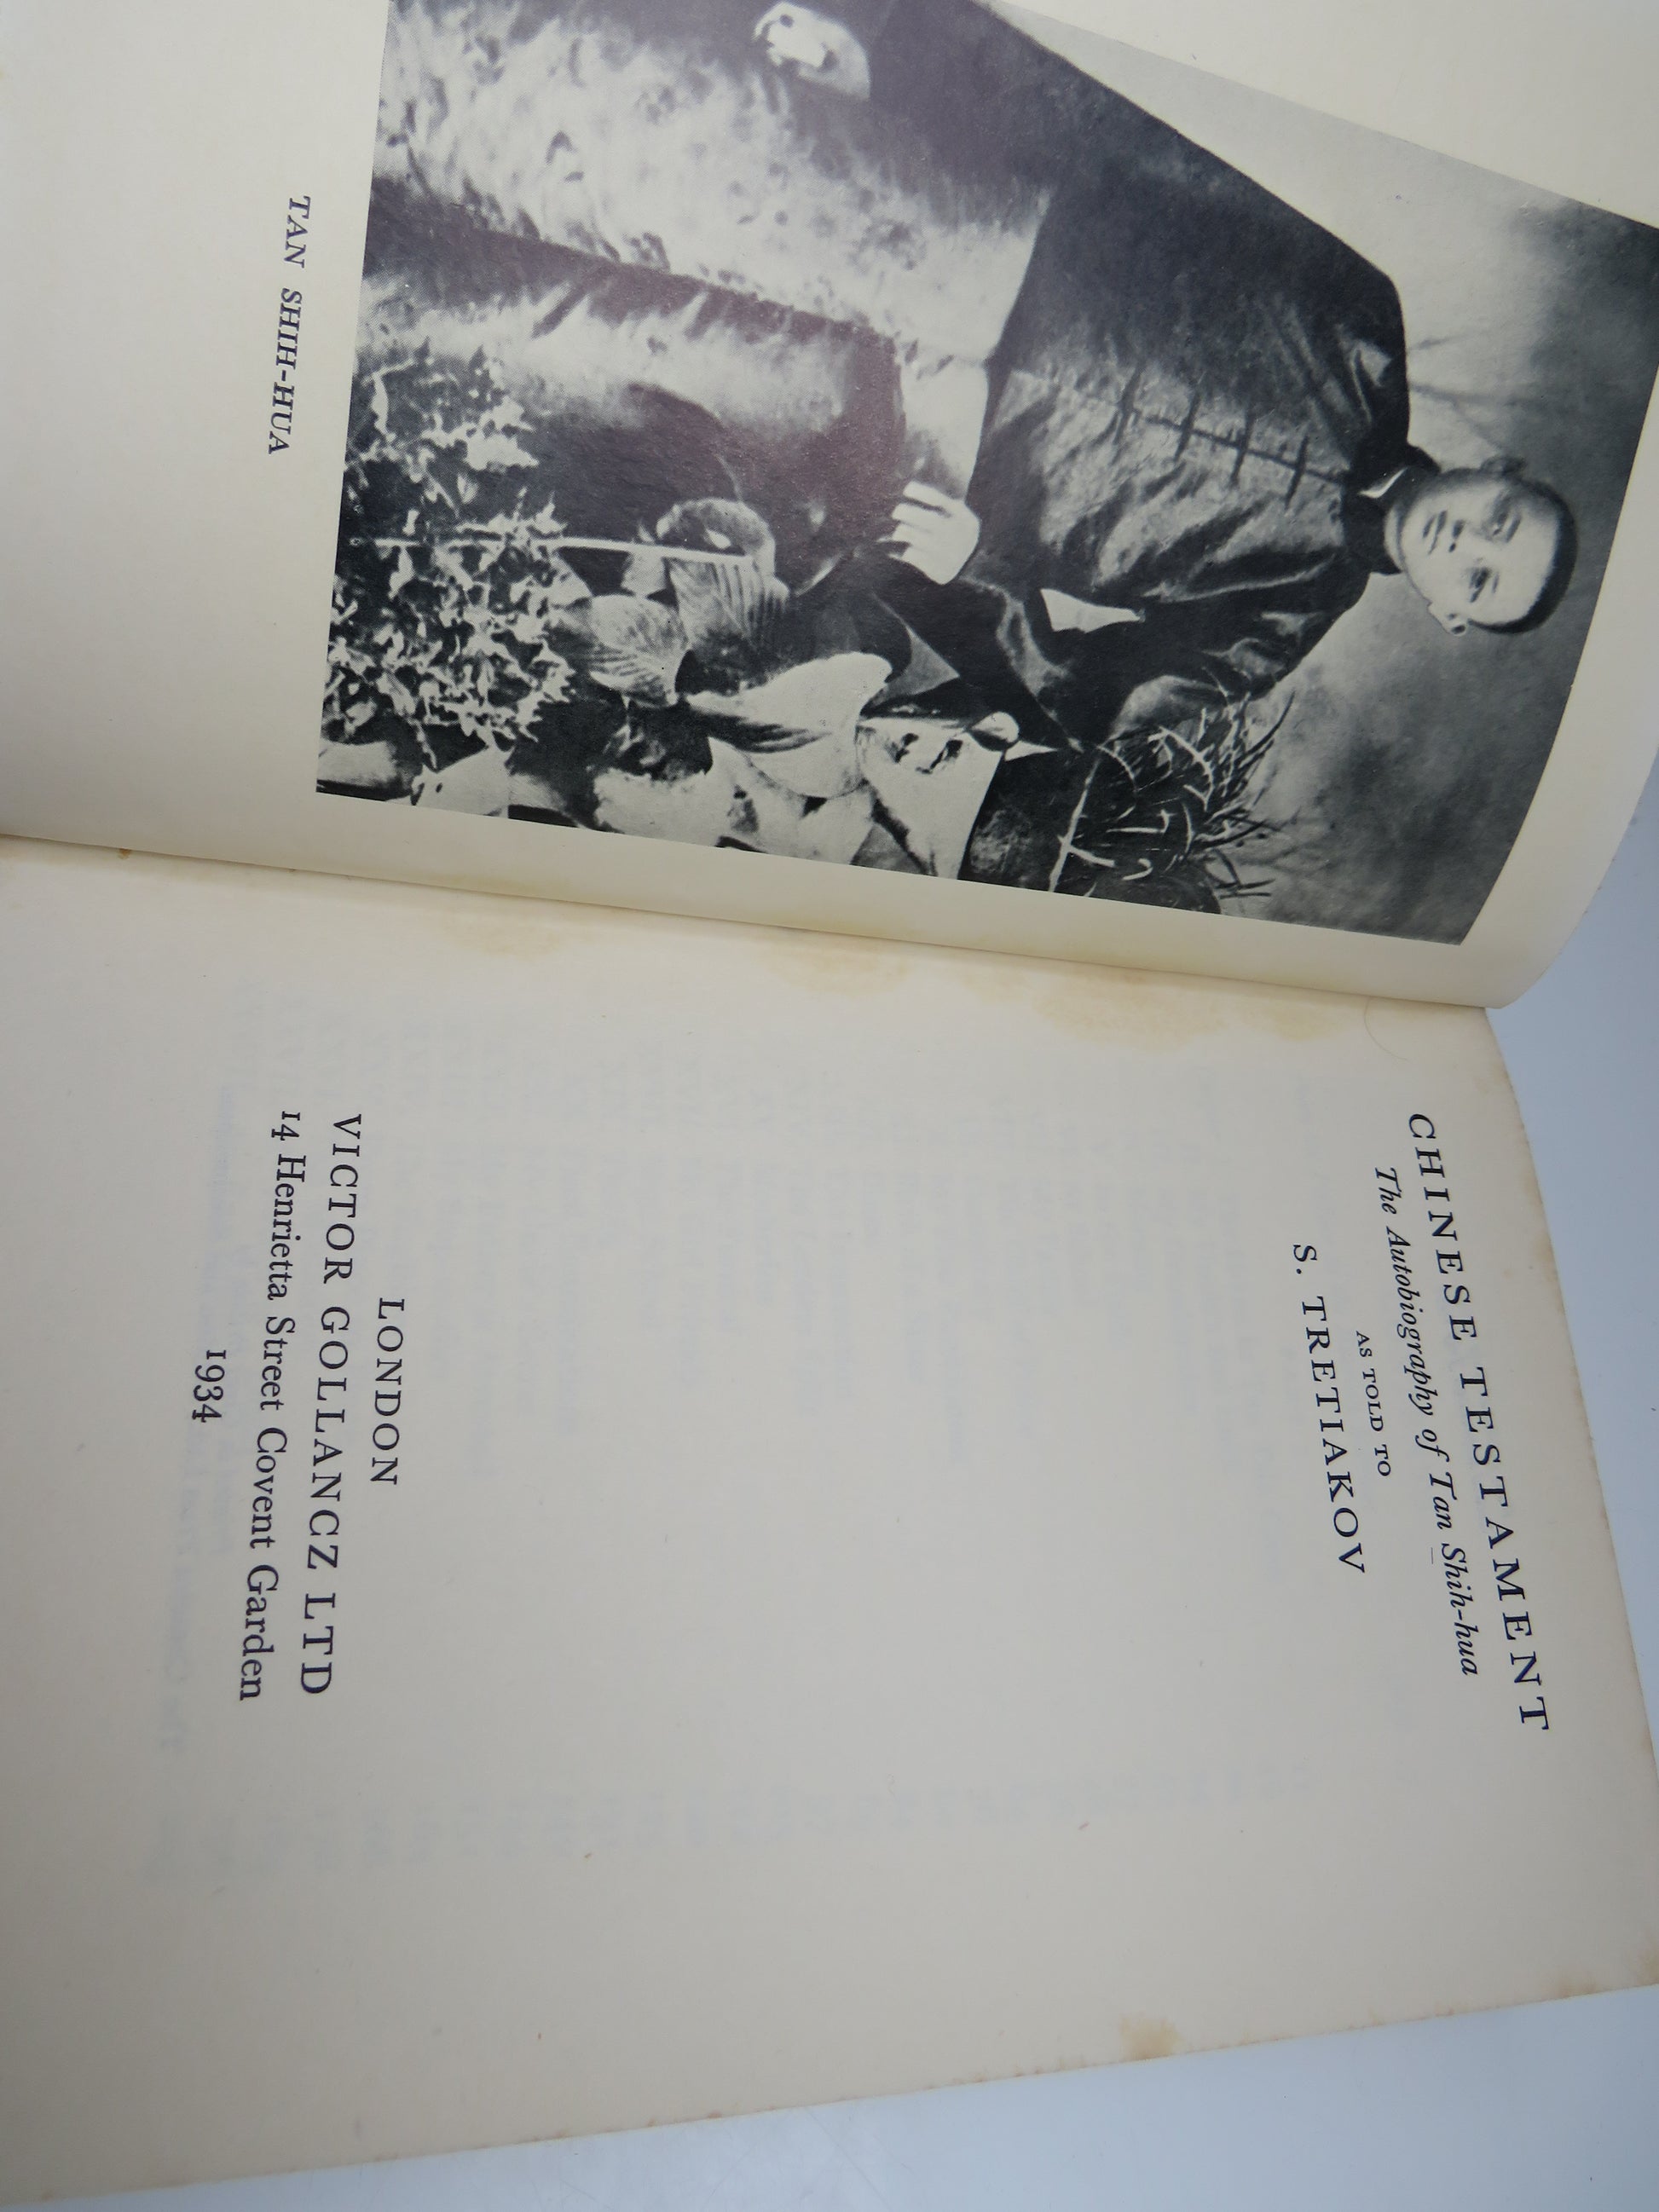 TAN SHIH-HUA
CHINESE TESTAMENT
The Autobiography of Tan Shih-hua
AS TOLD TO
S. TRETIAKOV
LONDON
VICTOR GOLLANCZ LTD
14 Henrietta Street Covent Garden
1934